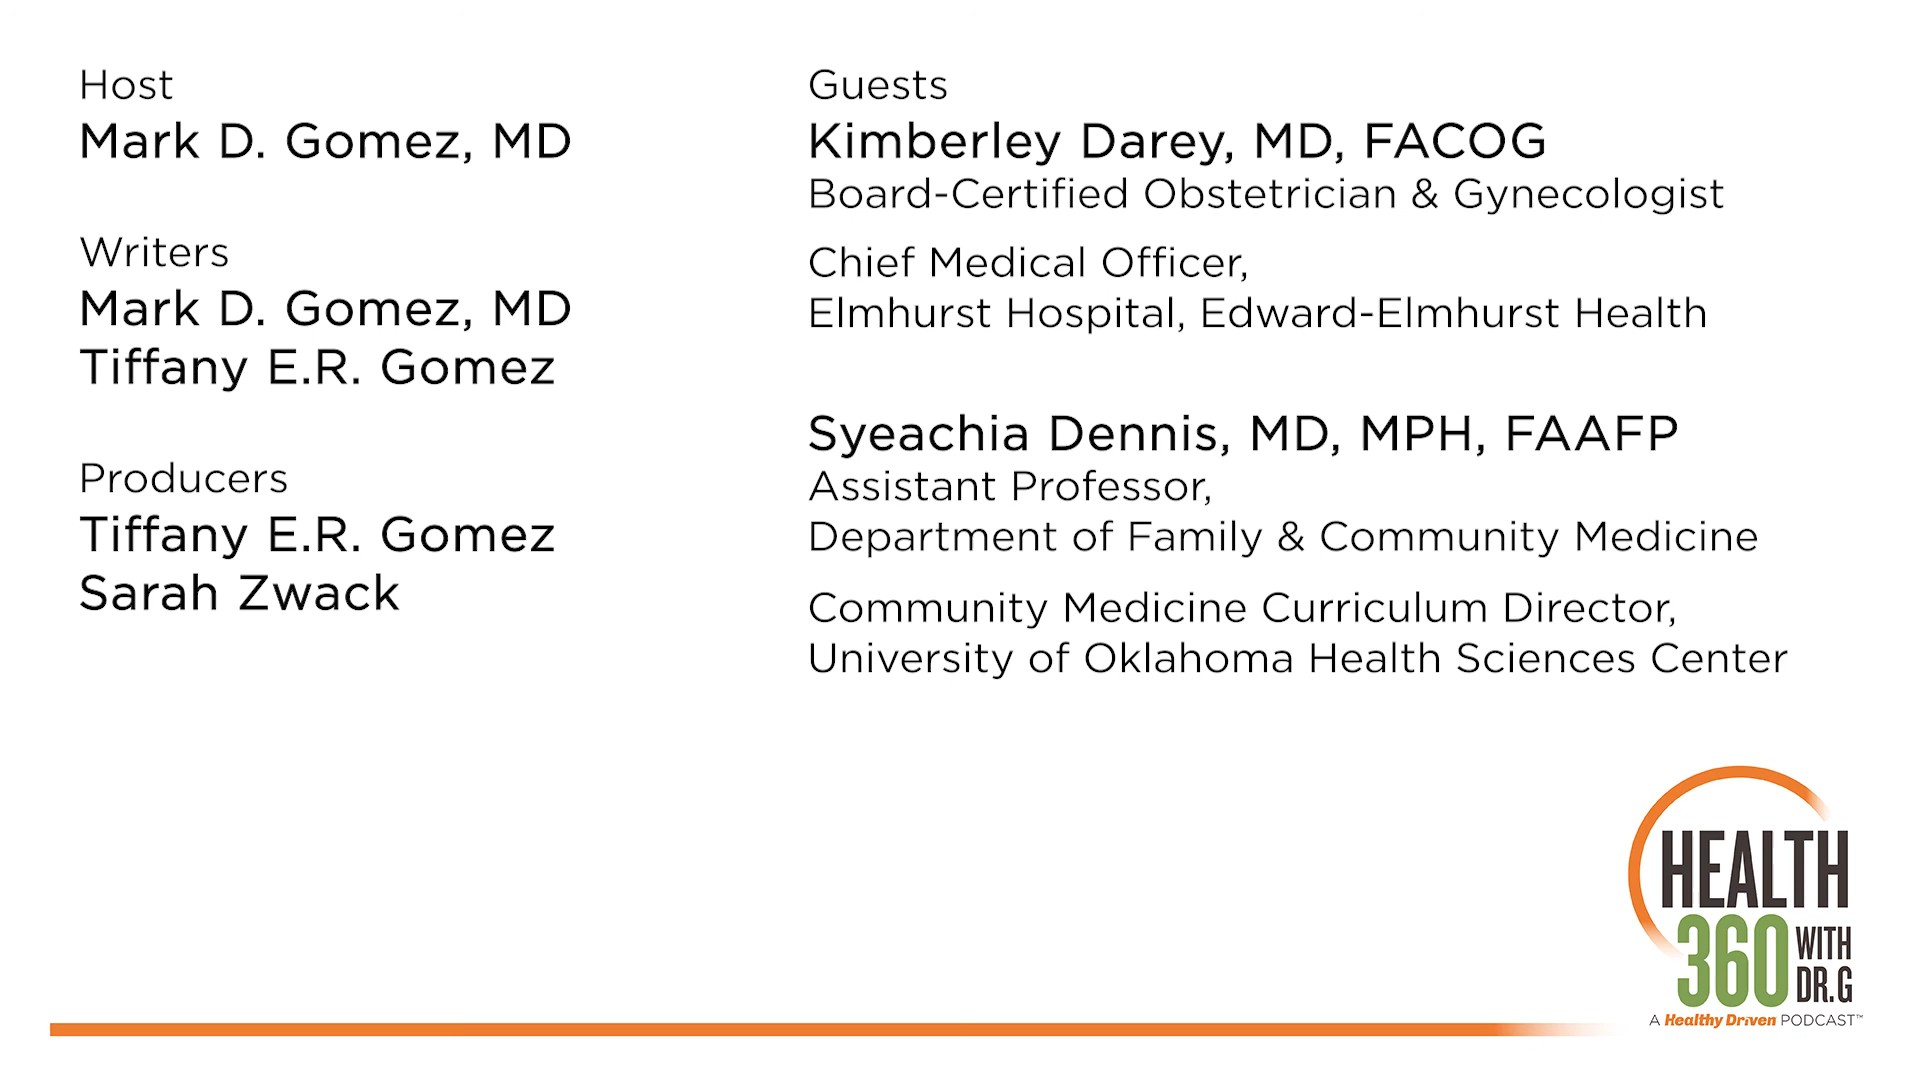 Host
Mark D. Gomez, MD
Writers
Mark D. Gomez, MD
Tiffany E.R. Gomez
Producers
Tiffany E.R. Gomez
Sarah Zwack
Guests
Kimberley Darey, MD, FACOG
Board-Certified Obstetrician & Gynecologist
Chief Medical Officer,
Elmhurst Hospital, Edward-Elmhurst Health
Syeachia Dennis, MD, MPH, FAAFP
Assistant Professor,
Department of Family & Community Medicine
Community Medicine Curriculum Director,
University of Oklahoma Health Sciences Center
HEALTH
360 WITH
DR.G
A Healthy Driven PODCAST™